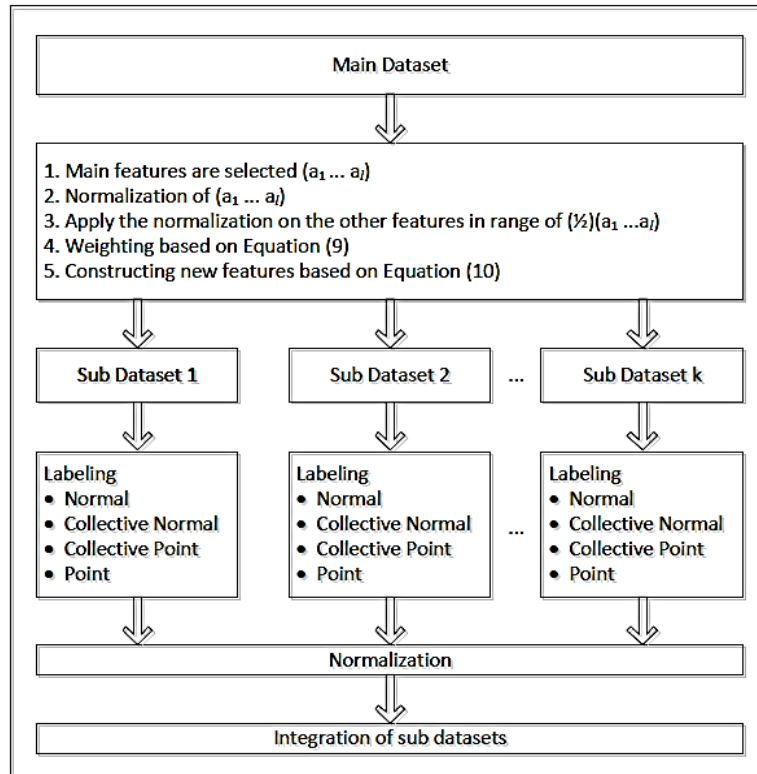 Main Dataset
1. Main features are selected (a₁ ... aₗ)
2. Normalization of (a₁ ... aₗ)
3. Apply the normalization on the other features in range of (½)(a₁ ...aₗ)
4. Weighting based on Equation (9)
5. Constructing new features based on Equation (10)
Sub Dataset 1
Sub Dataset 2
...
Sub Dataset k
Labeling
• Normal
• Collective Normal
• Collective Point
• Point
Labeling
• Normal
• Collective Normal
• Collective Point
• Point
...
Labeling
• Normal
• Collective Normal
• Collective Point
• Point
Normalization
Integration of sub datasets